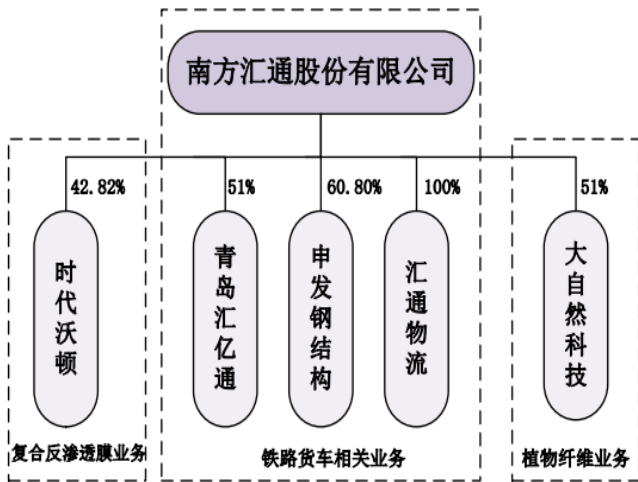 南方汇通股份有限公司
42.82%
51%
60.80%
100%
51%
时代沃顿
青岛汇亿通
申发钢结构
汇通物流
大自然科技
复合反渗透膜业务
铁路货车相关业务
植物纤维业务